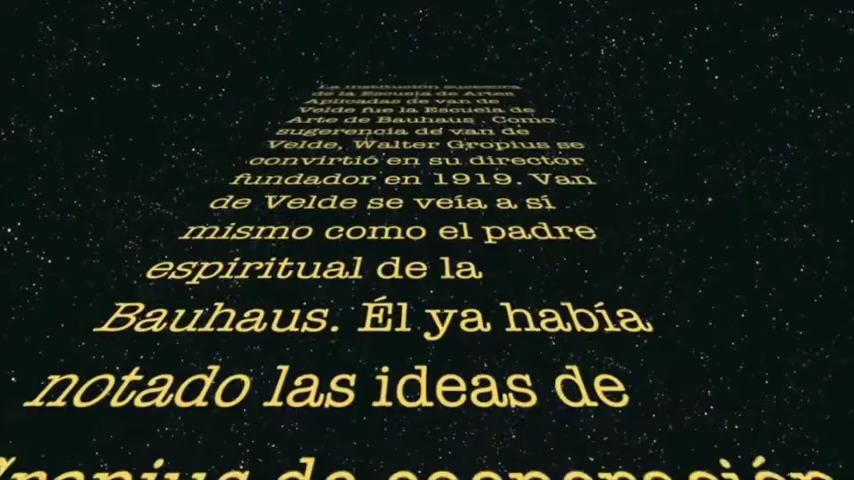 La institución sucesora
de la Escuela de Artes
Aplicadas de van de
Velde fue la Escuela de
Arte de Bauhaus . Como
sugerencia de van de
Velde, Walter Gropius se
convirtió en su director
fundador en 1919. Van
de Velde se veía a sí
mismo como el padre
espiritual de la
Bauhaus. Él ya había
notado las ideas de
Gropius de cooperación